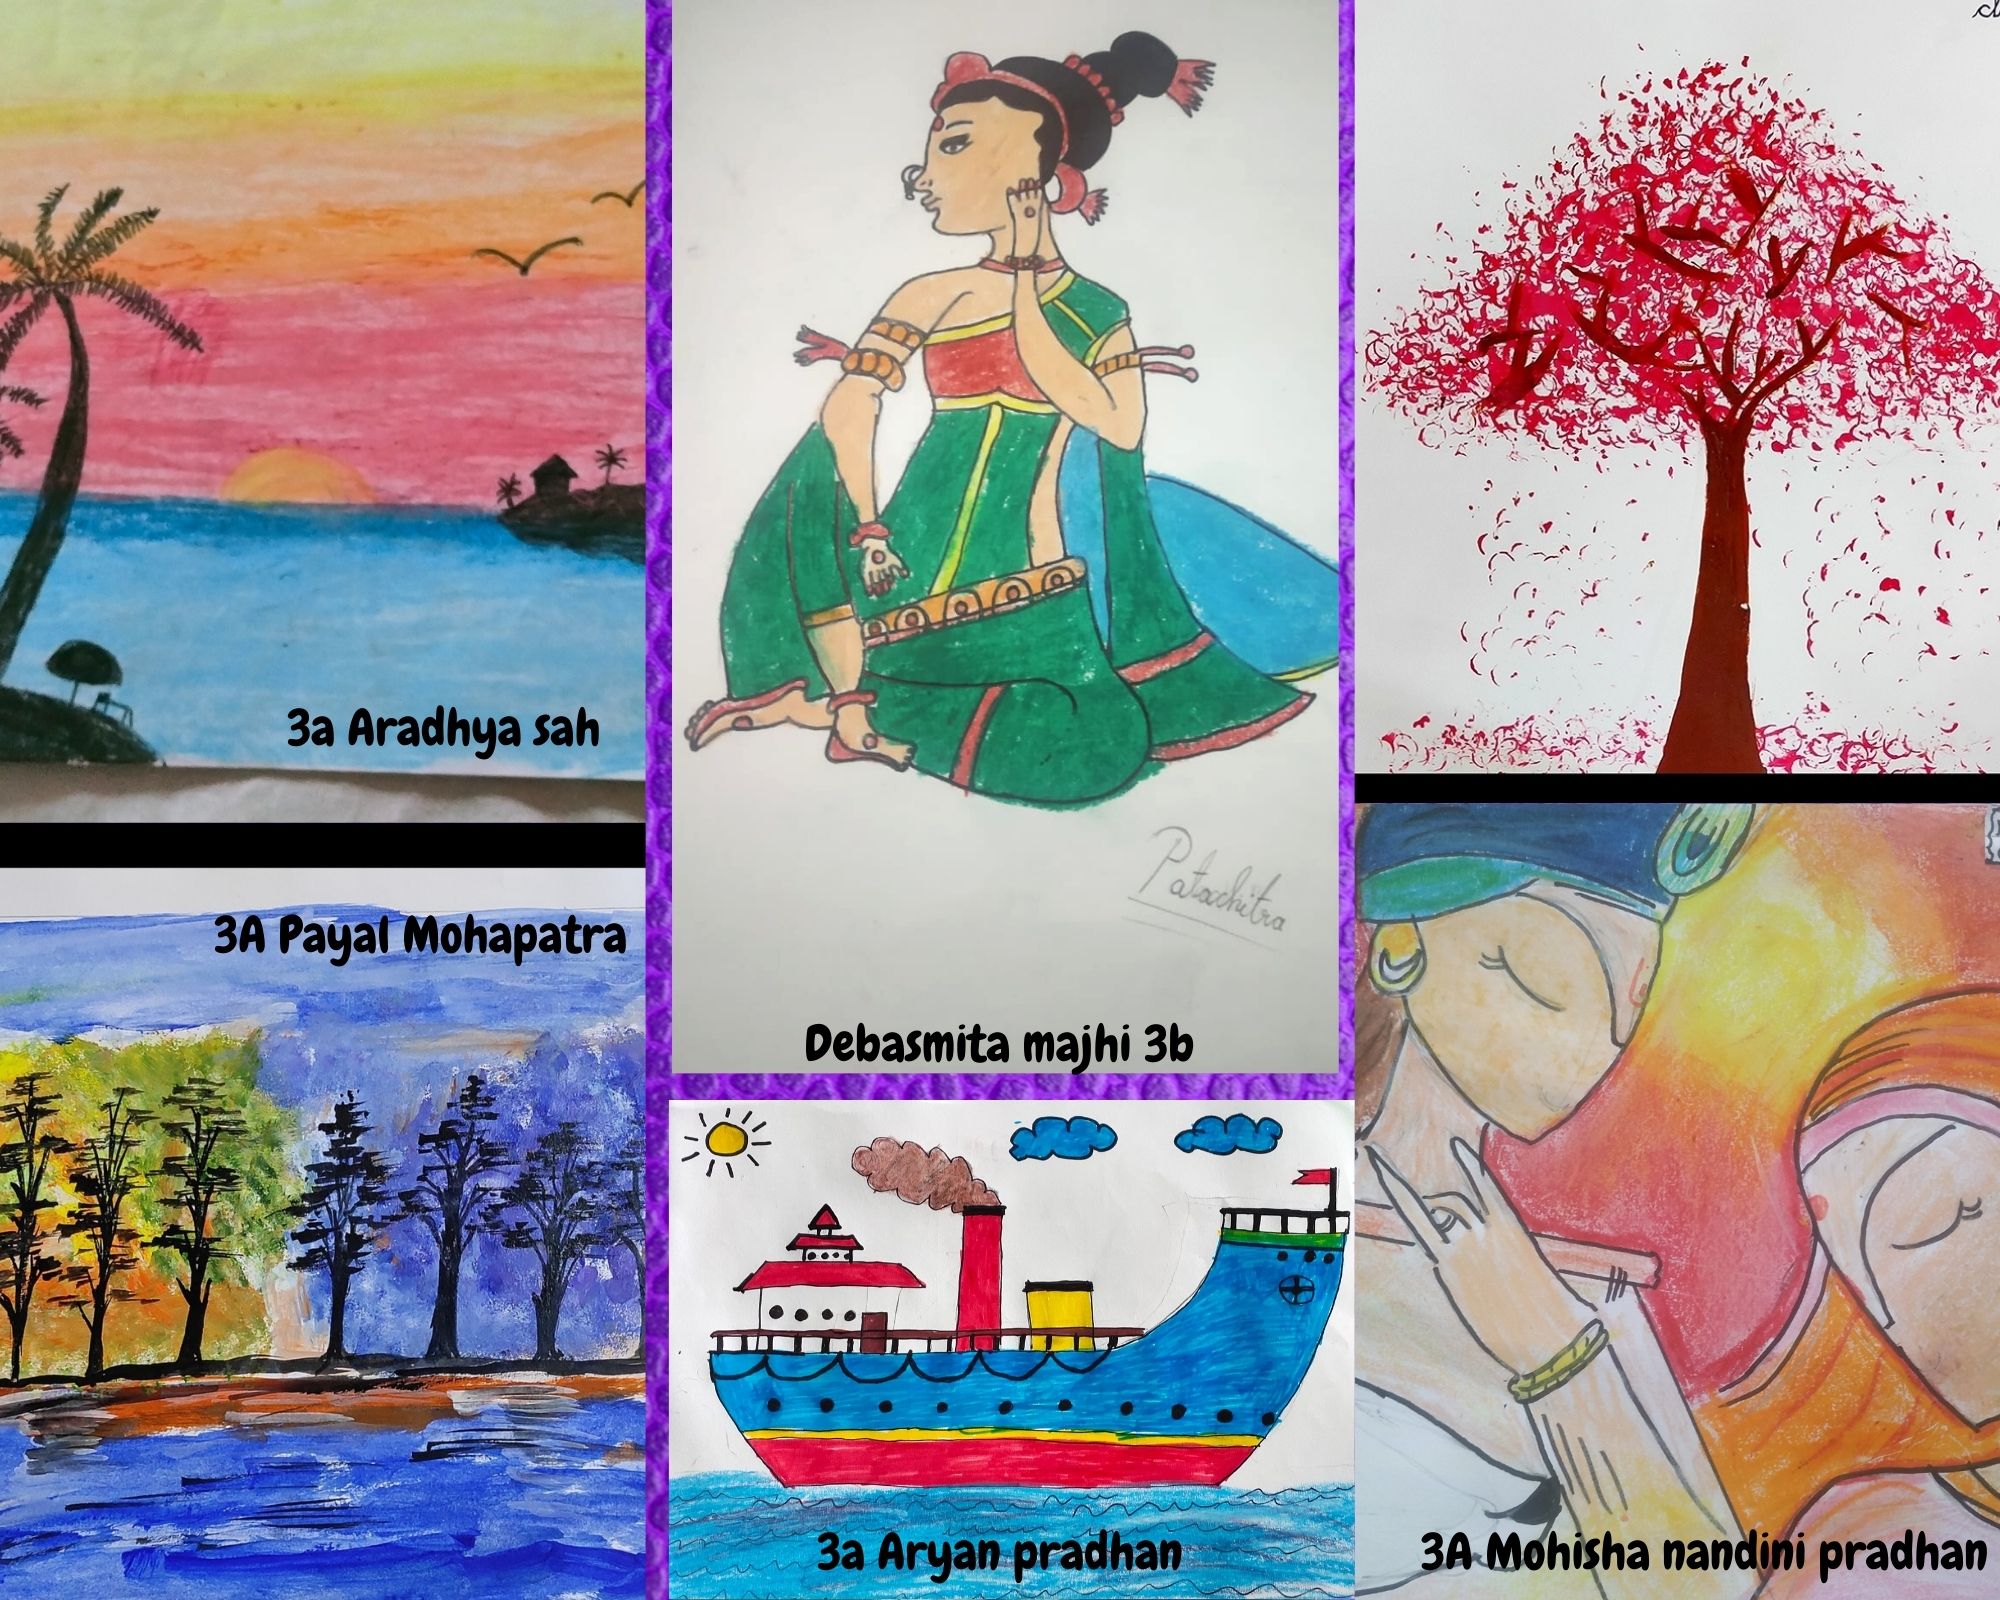 3a Aradhya sah
3A Payal Mohapatra
Patachitra
Debasmita majhi 3b
3a Aryan pradhan
3A Mohisha nandini pradhan